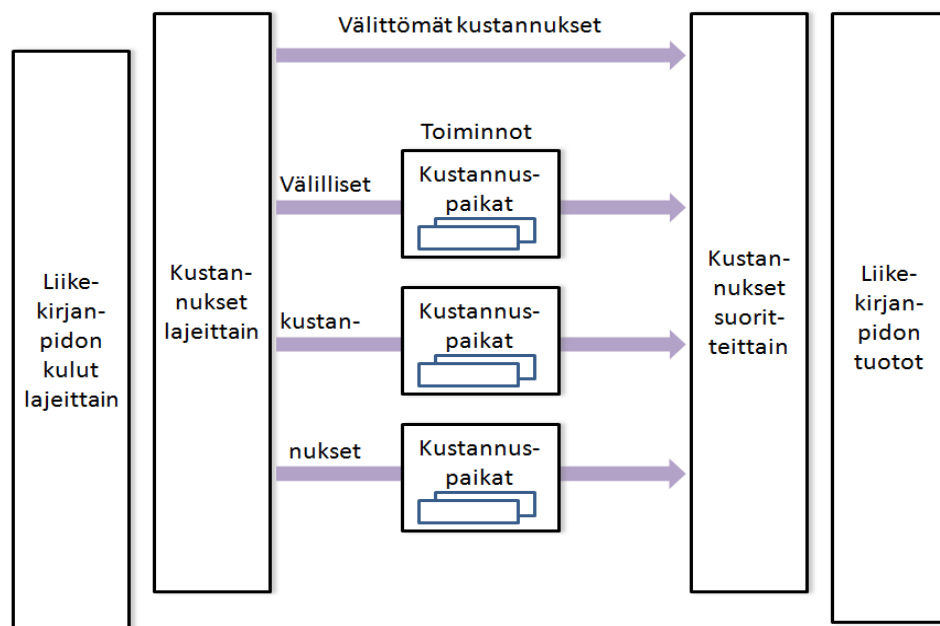 Liike-
kirjan-
pidon
kulut
lajeittain
Kustan-
nukset
lajeittain
Välittömät kustannukset
Välilliset
kustan-
nukset
Toiminnot
Kustannus-
paikat
Kustannus-
paikat
Kustannus-
paikat
Kustan-
nukset
suorit-
teittain
Liike-
kirjan-
pidon
tuotot